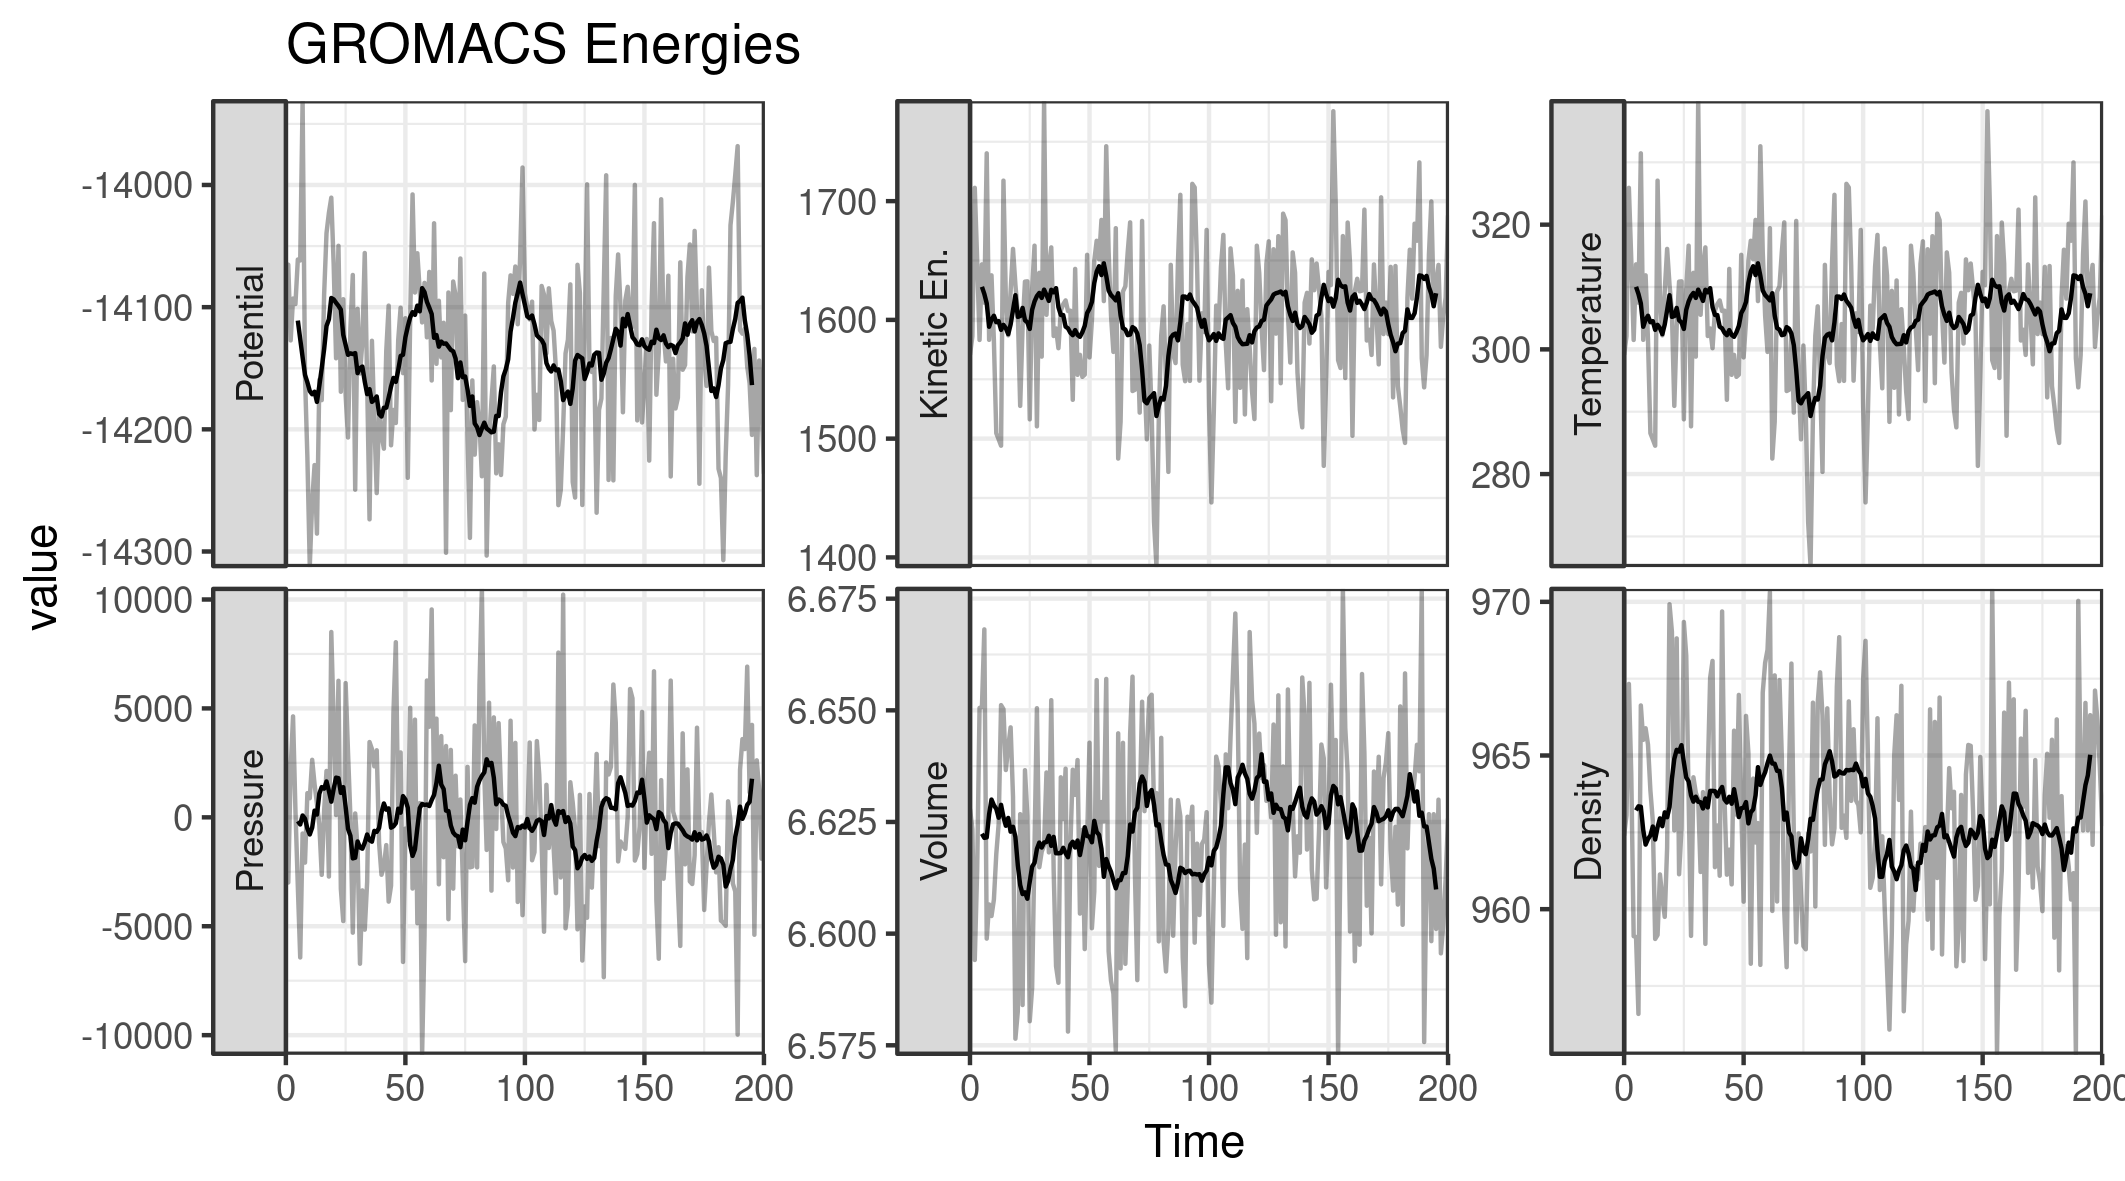 GROMACS Energies
value
Potential
-14000
-14100
-14200
-14300
Kinetic En.
1700
1600
1500
1400
Temperature
320
300
280
Pressure
10000
5000
0
-5000
-10000
Volume
6.675
6.650
6.625
6.600
6.575
Density
970
965
960
0 50 100 150 200
0 50 100 150 200
0 50 100 150 200
Time